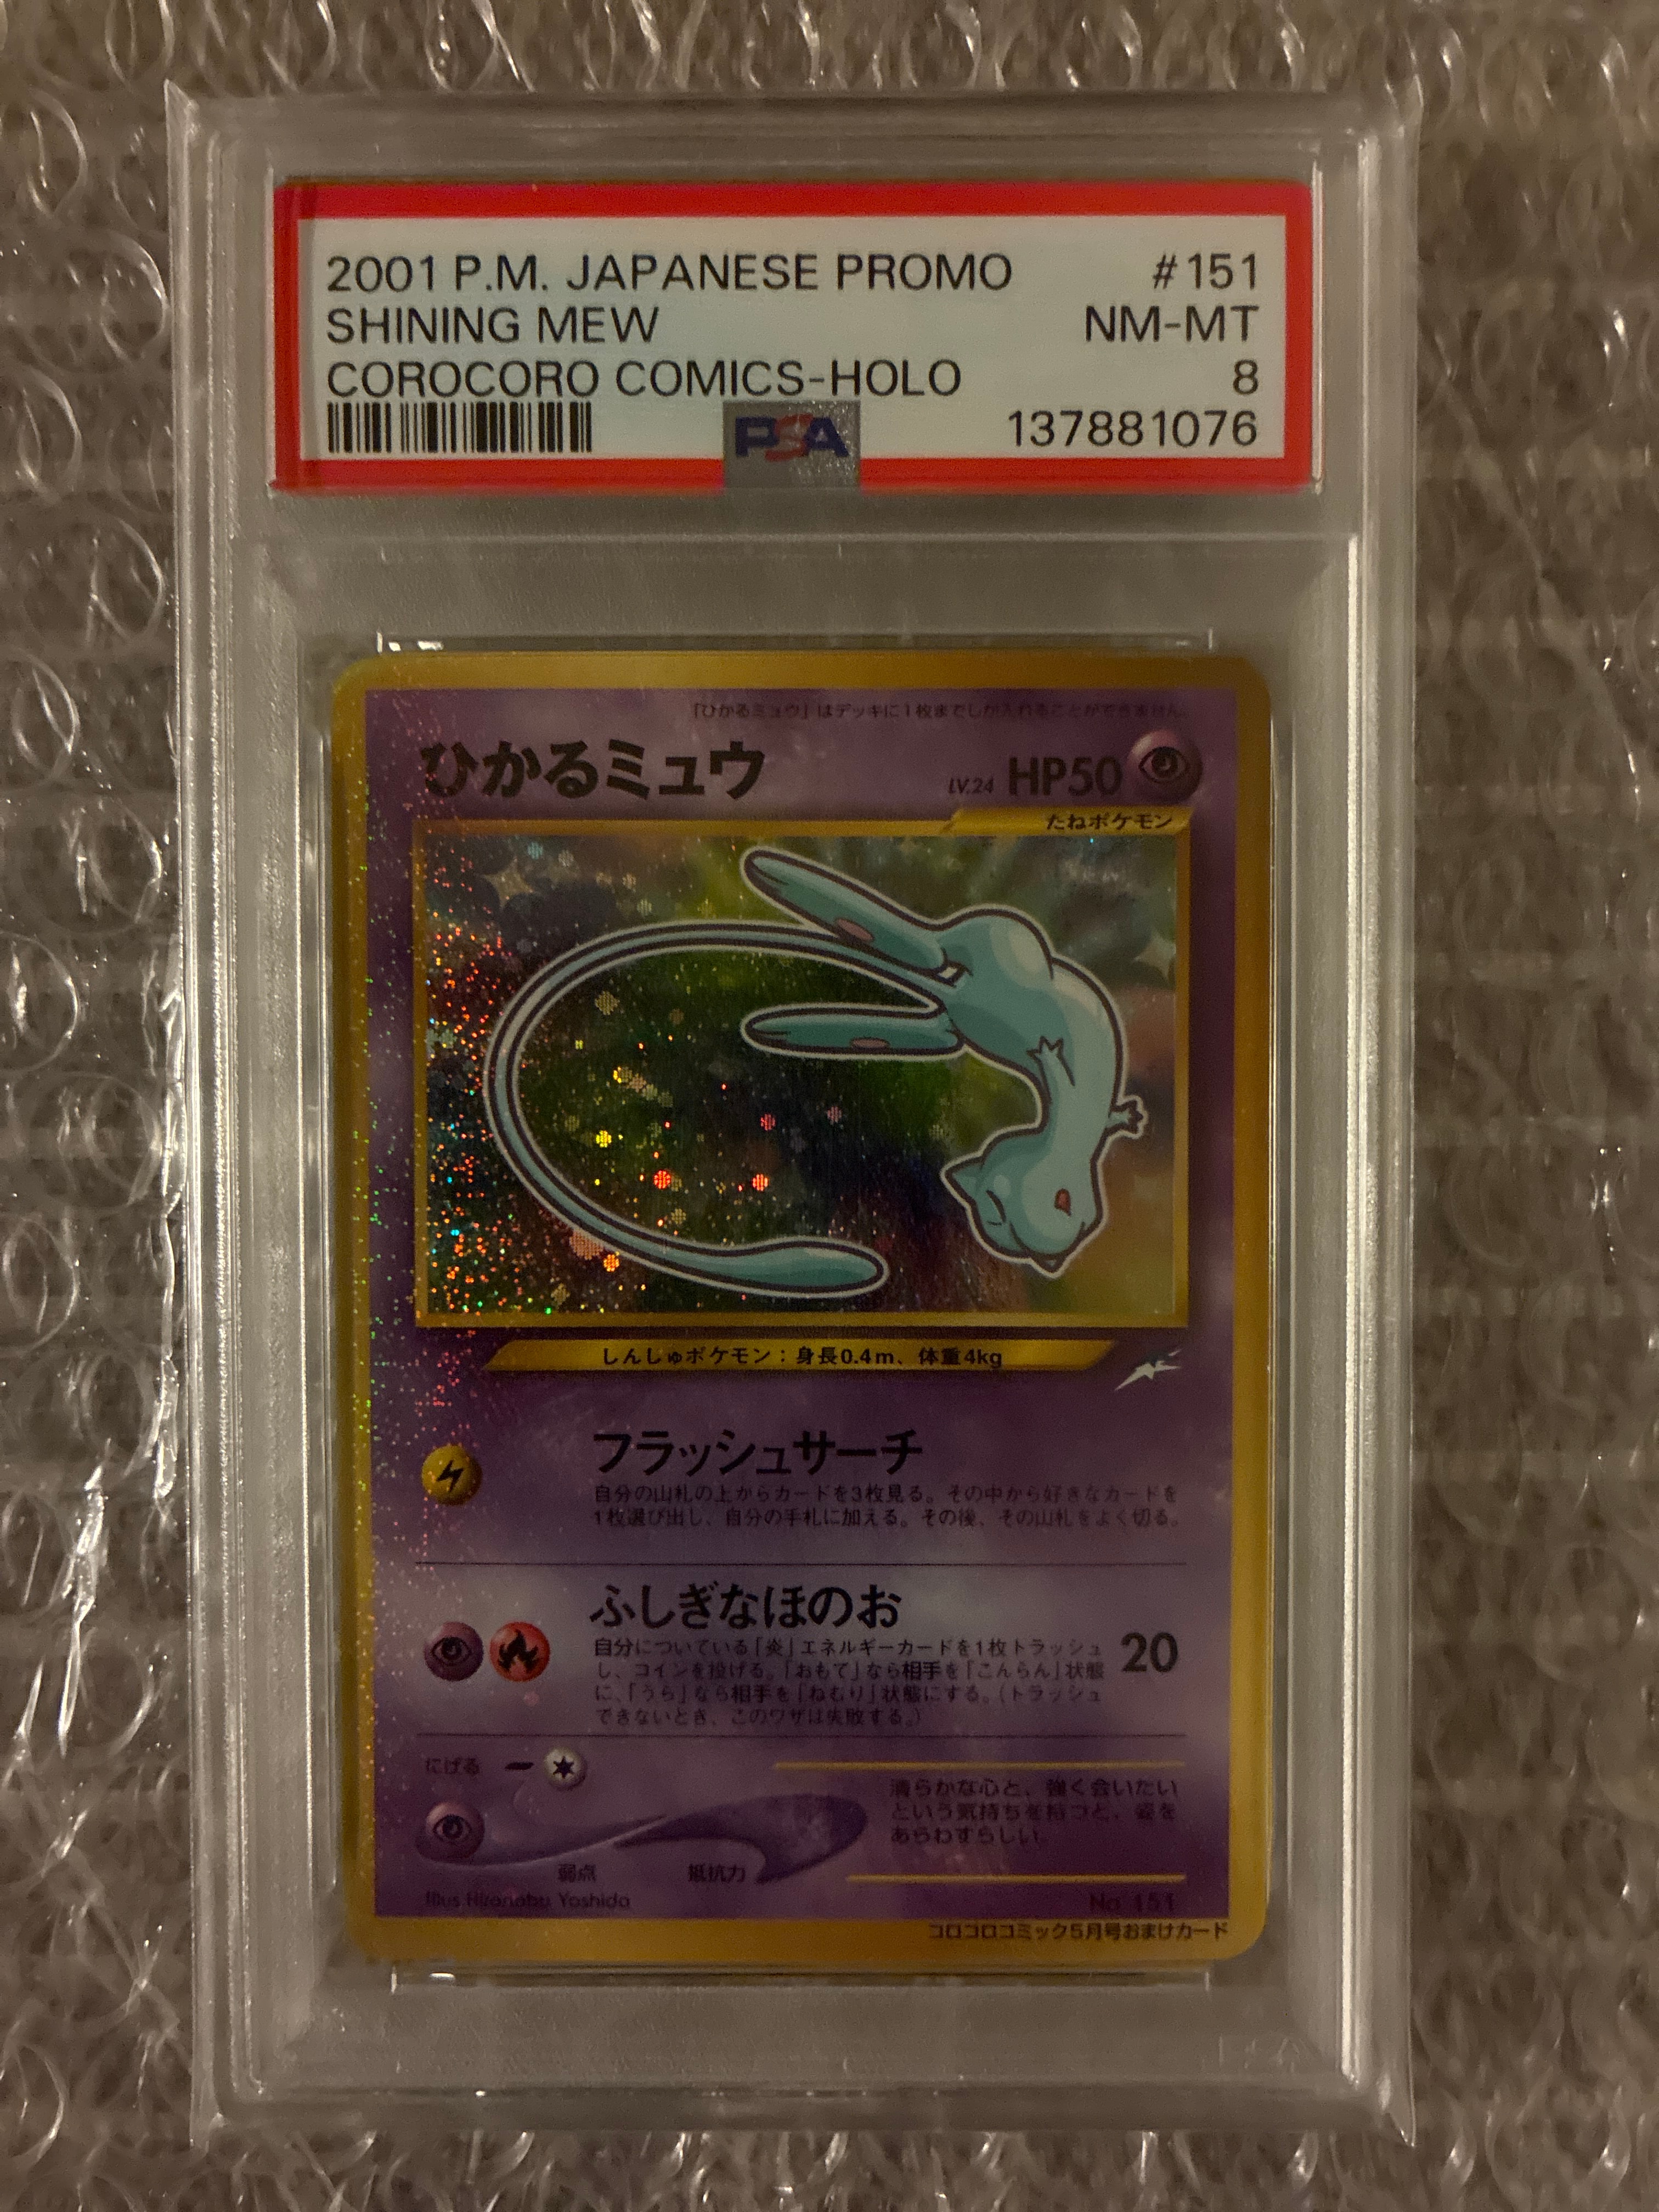 2001 P.M. JAPANESE PROMO #151
SHINING MEW NM-MT
COROCORO COMICS-HOLO 8
PSA 137881076
「ひかるミュウ」はデッキに1枚までしか入れることができません。
ひかるミュウ LV.24 HP50
たねポケモン
しんしゅポケモン：身長0.4m、体重4kg
フラッシュサーチ
自分の山札の上からカードを3枚見る。その中から好きなカードを
1枚選び出し、自分の手札に加える。その後、その山札をよく切る。
ふしぎなほのお
自分についている「炎」エネルギーカードを1枚トラッシュ 20
し、コインを投げる。「おもて」なら相手を「こんらん」状態
に、「うら」なら相手を「ねむり」状態にする。（トラッシュ
できないとき、このワザは失敗する。）
にげる
清らかな心と、強く会いたい
という気持ちを持つと、姿を
あらわすらしい。
弱点 抵抗力
Illus. Hironobu Yoshida No.151
コロコロコミック5月号おまけカード